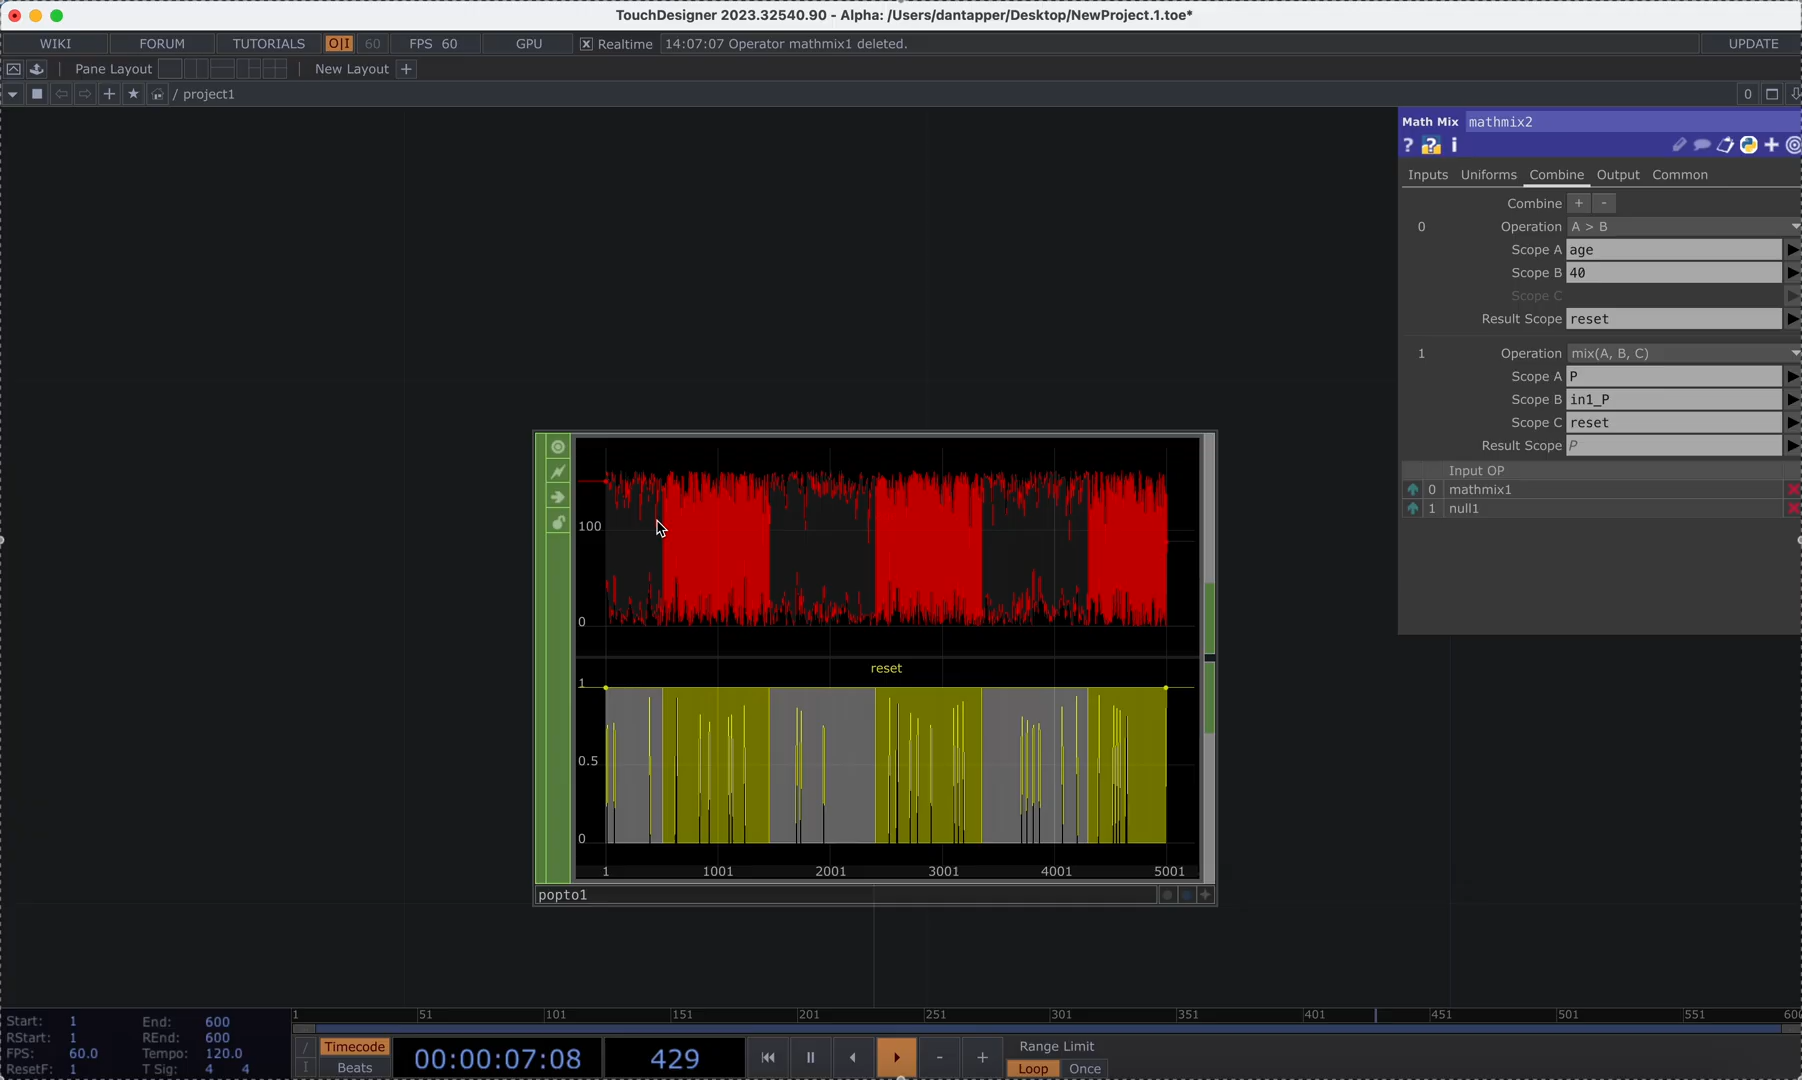 TouchDesigner 2023.32540.90 - Alpha: /Users/dantapper/Desktop/NewProject.1.toe*
WIKI FORUM TUTORIALS O|I 60 FPS 60 GPU Realtime 14:07:07 Operator mathmix1 deleted. UPDATE
Pane Layout New Layout +
/ project1 0
Math Mix mathmix2
Inputs Uniforms Combine Output Common
Combine + -
0 Operation A > B
Scope A age
Scope B 40
Scope C
Result Scope reset
1 Operation mix(A, B, C)
Scope A P
Scope B in1_P
Scope C reset
Result Scope P
Input OP
0 mathmix1
1 null1
100
0
reset
1
0.5
0
1 1001 2001 3001 4001 5001
popto1
1 51 101 151 201 251 301 351 401 451 501 551 600
Start: 1 End: 600
RStart: 1 REnd: 600
FPS: 60.0 Tempo: 120.0
ResetF: 1 T Sig: 4 4
Timecode
Beats
00:00:07:08 429
- +
Range Limit
Loop Once